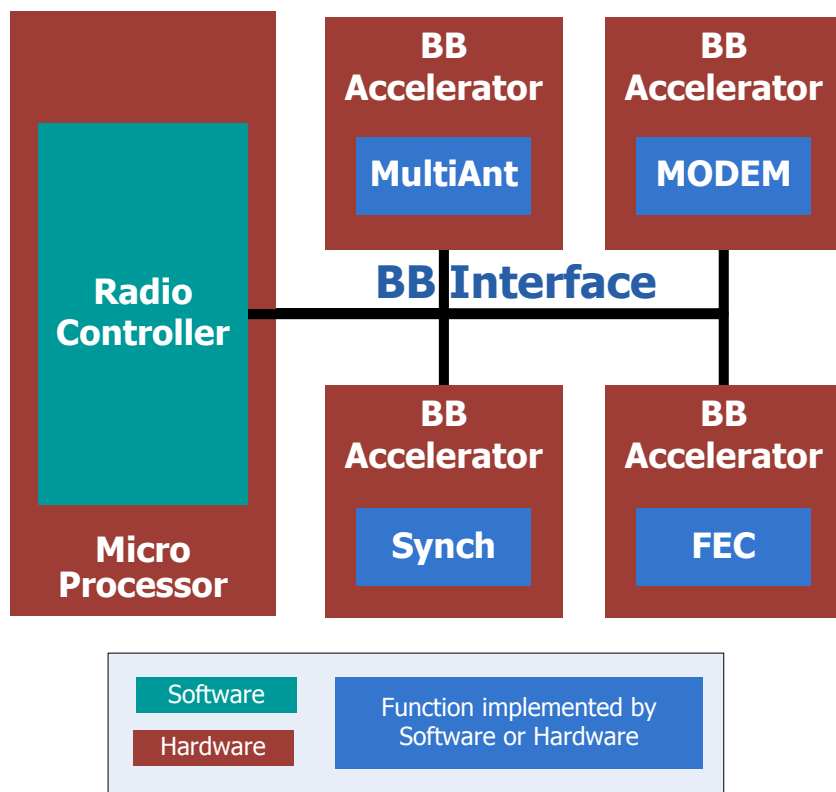 Radio
Controller
Micro
Processor
BB
Accelerator
MultiAnt
BB
Accelerator
MODEM
BB Interface
BB
Accelerator
Synch
BB
Accelerator
FEC
Software
Hardware
Function implemented by
Software or Hardware